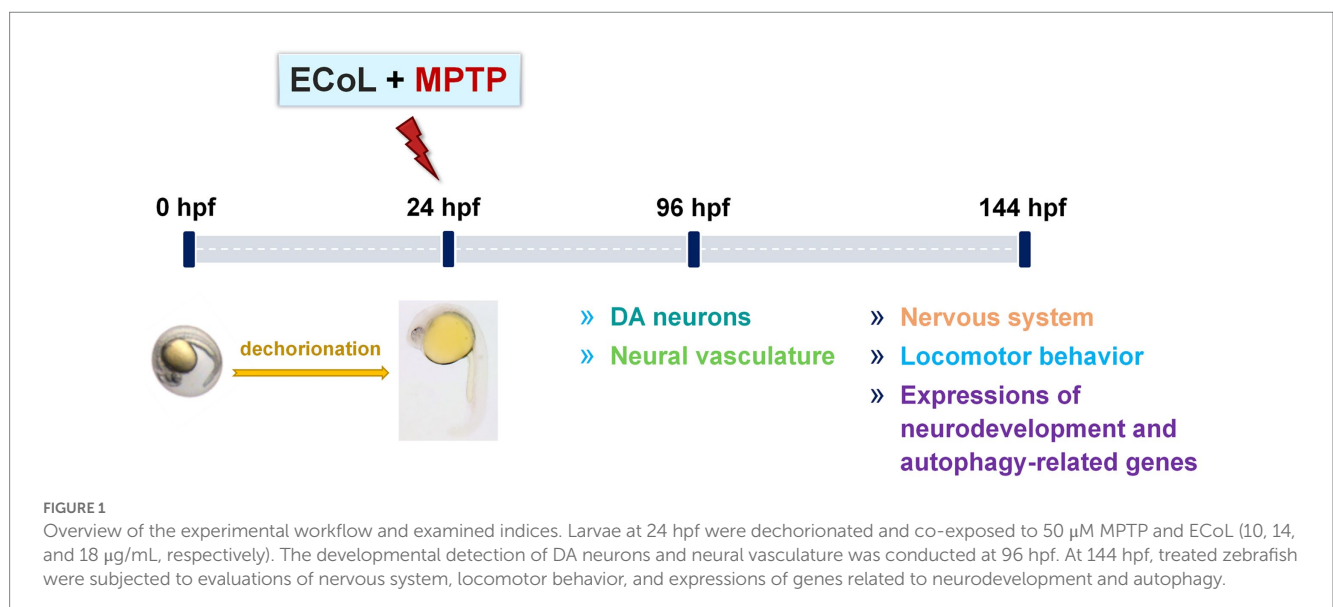 ECoL + MPTP
0 hpf
24 hpf
96 hpf
144 hpf
dechorionation
» DA neurons
» Neural vasculature
» Nervous system
» Locomotor behavior
» Expressions of
neurodevelopment and
autophagy-related genes
FIGURE 1
Overview of the experimental workflow and examined indices. Larvae at 24 hpf were dechorionated and co-exposed to 50 μM MPTP and ECoL (10, 14,
and 18 μg/mL, respectively). The developmental detection of DA neurons and neural vasculature was conducted at 96 hpf. At 144 hpf, treated zebrafish
were subjected to evaluations of nervous system, locomotor behavior, and expressions of genes related to neurodevelopment and autophagy.